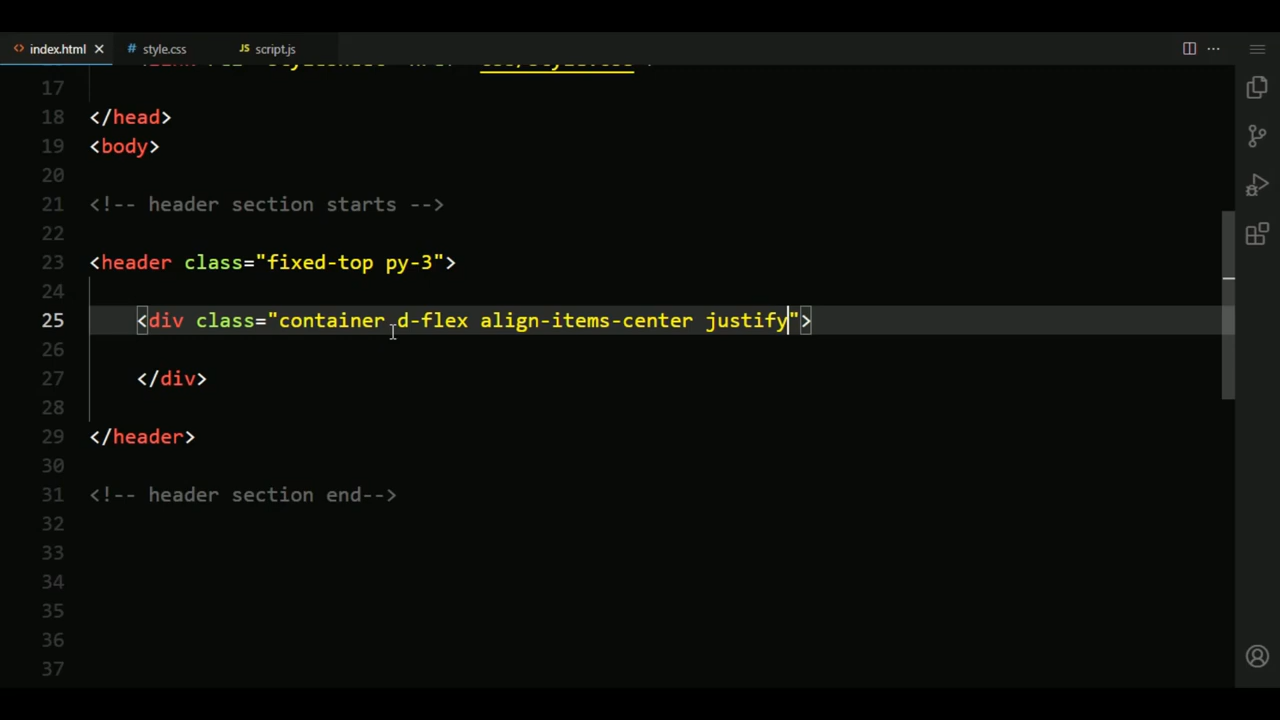 index.html
# style.css
JS script.js
17
18 </head>
19 <body>
20
21 <!-- header section starts -->
22
23 <header class="fixed-top py-3">
24
25 <div class="container d-flex align-items-center justify">
26
27 </div>
28
29 </header>
30
31 <!-- header section end-->
32
33
34
35
36
37